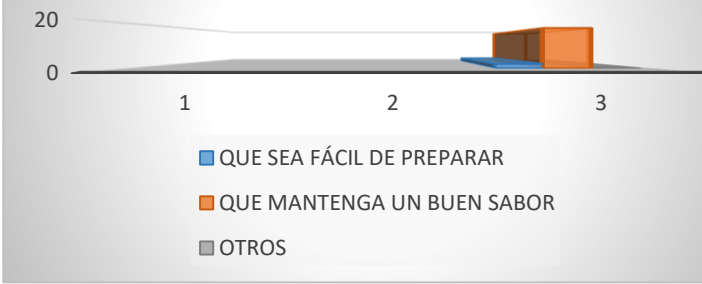 20
0
1 2 3
QUE SEA FÁCIL DE PREPARAR
QUE MANTENGA UN BUEN SABOR
OTROS